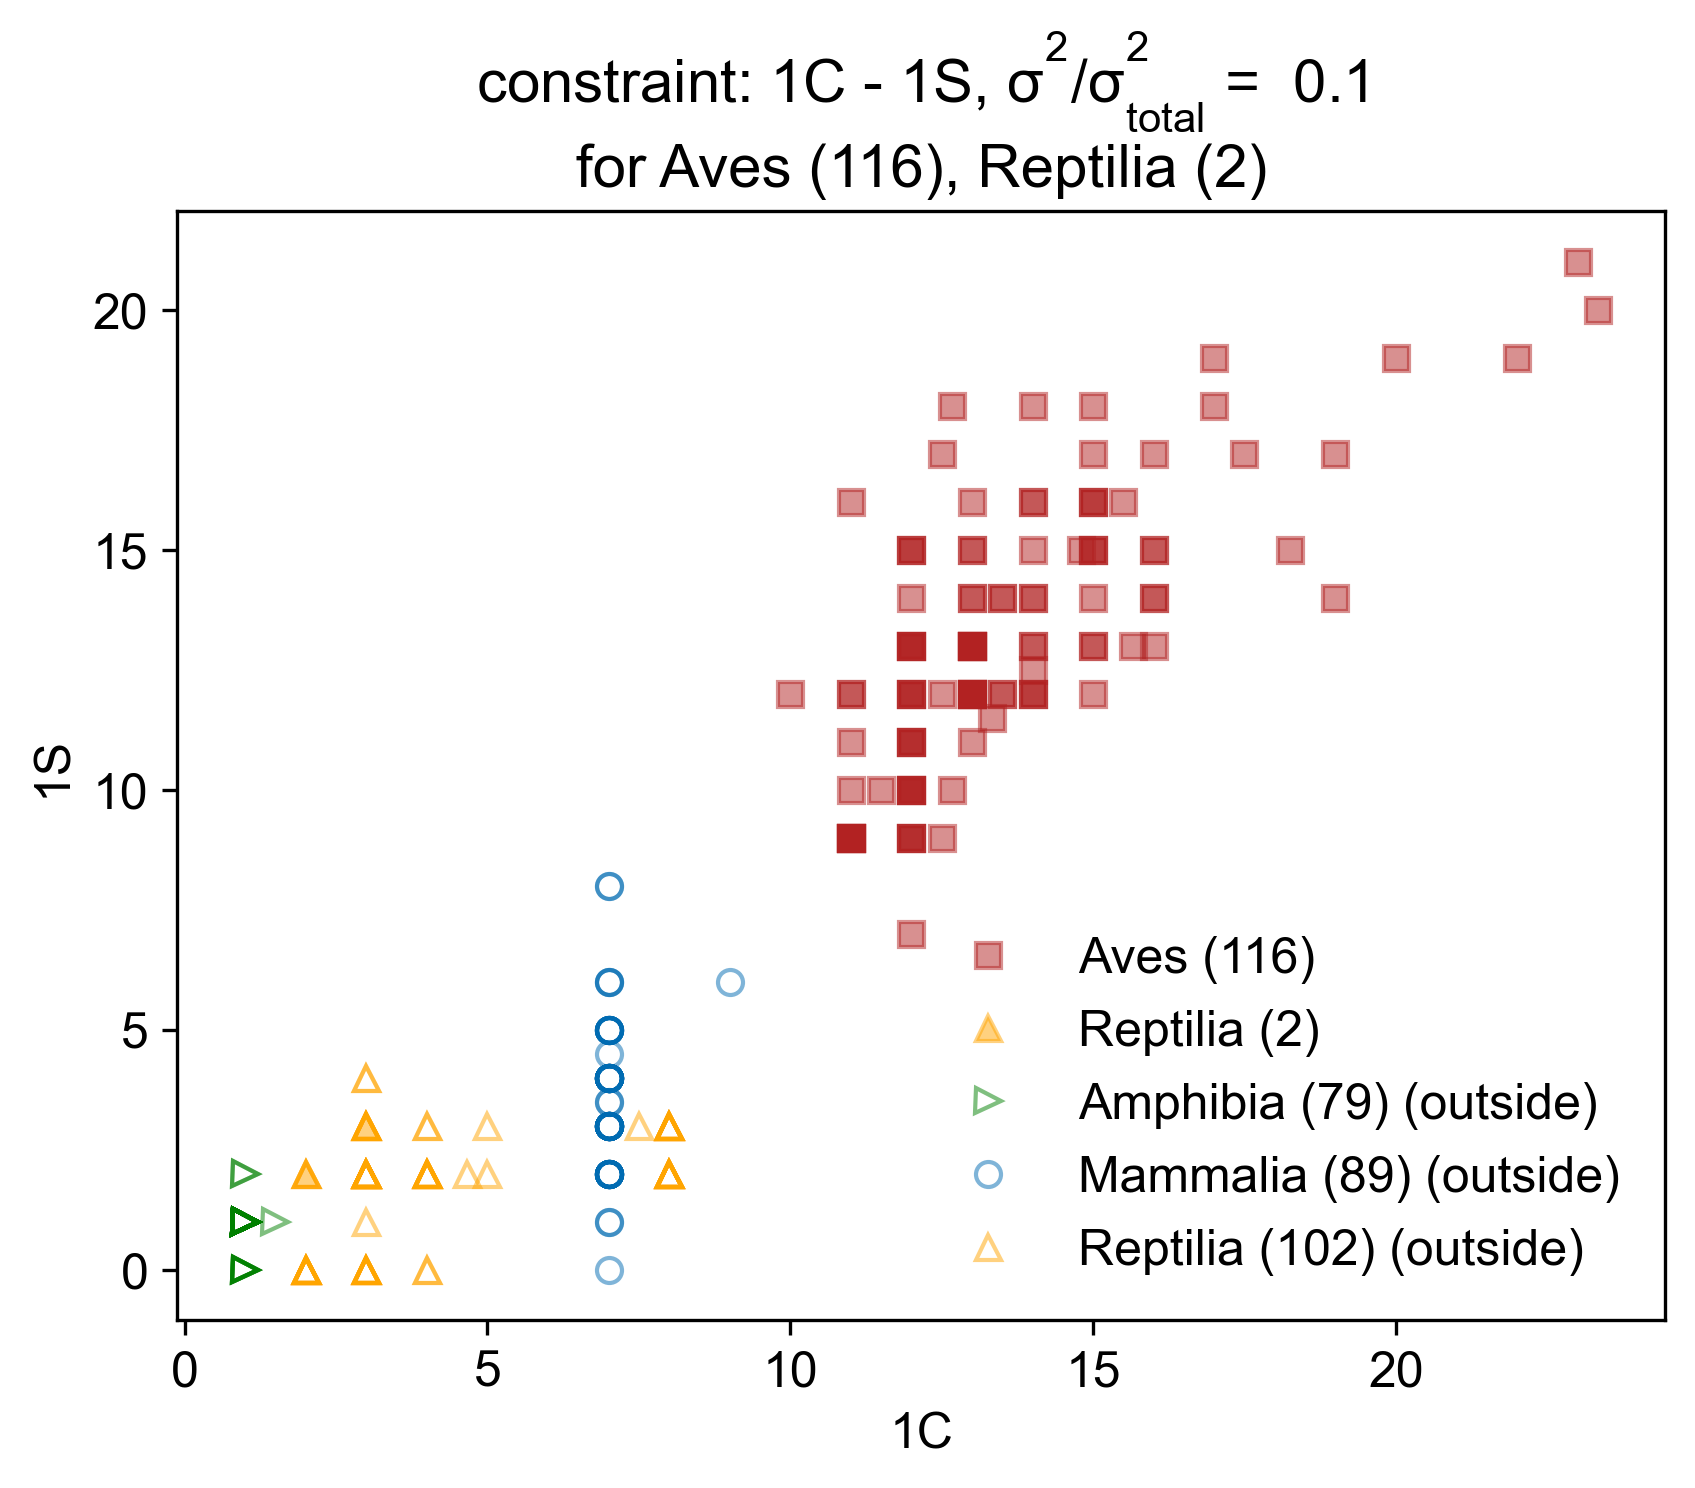 constraint: 1C - 1S, σ²/σ²total = 0.1
for Aves (116), Reptilia (2)
20
15
10
5
0
1S
Aves (116)
Reptilia (2)
Amphibia (79) (outside)
Mammalia (89) (outside)
Reptilia (102) (outside)
0 5 10 15 20
1C